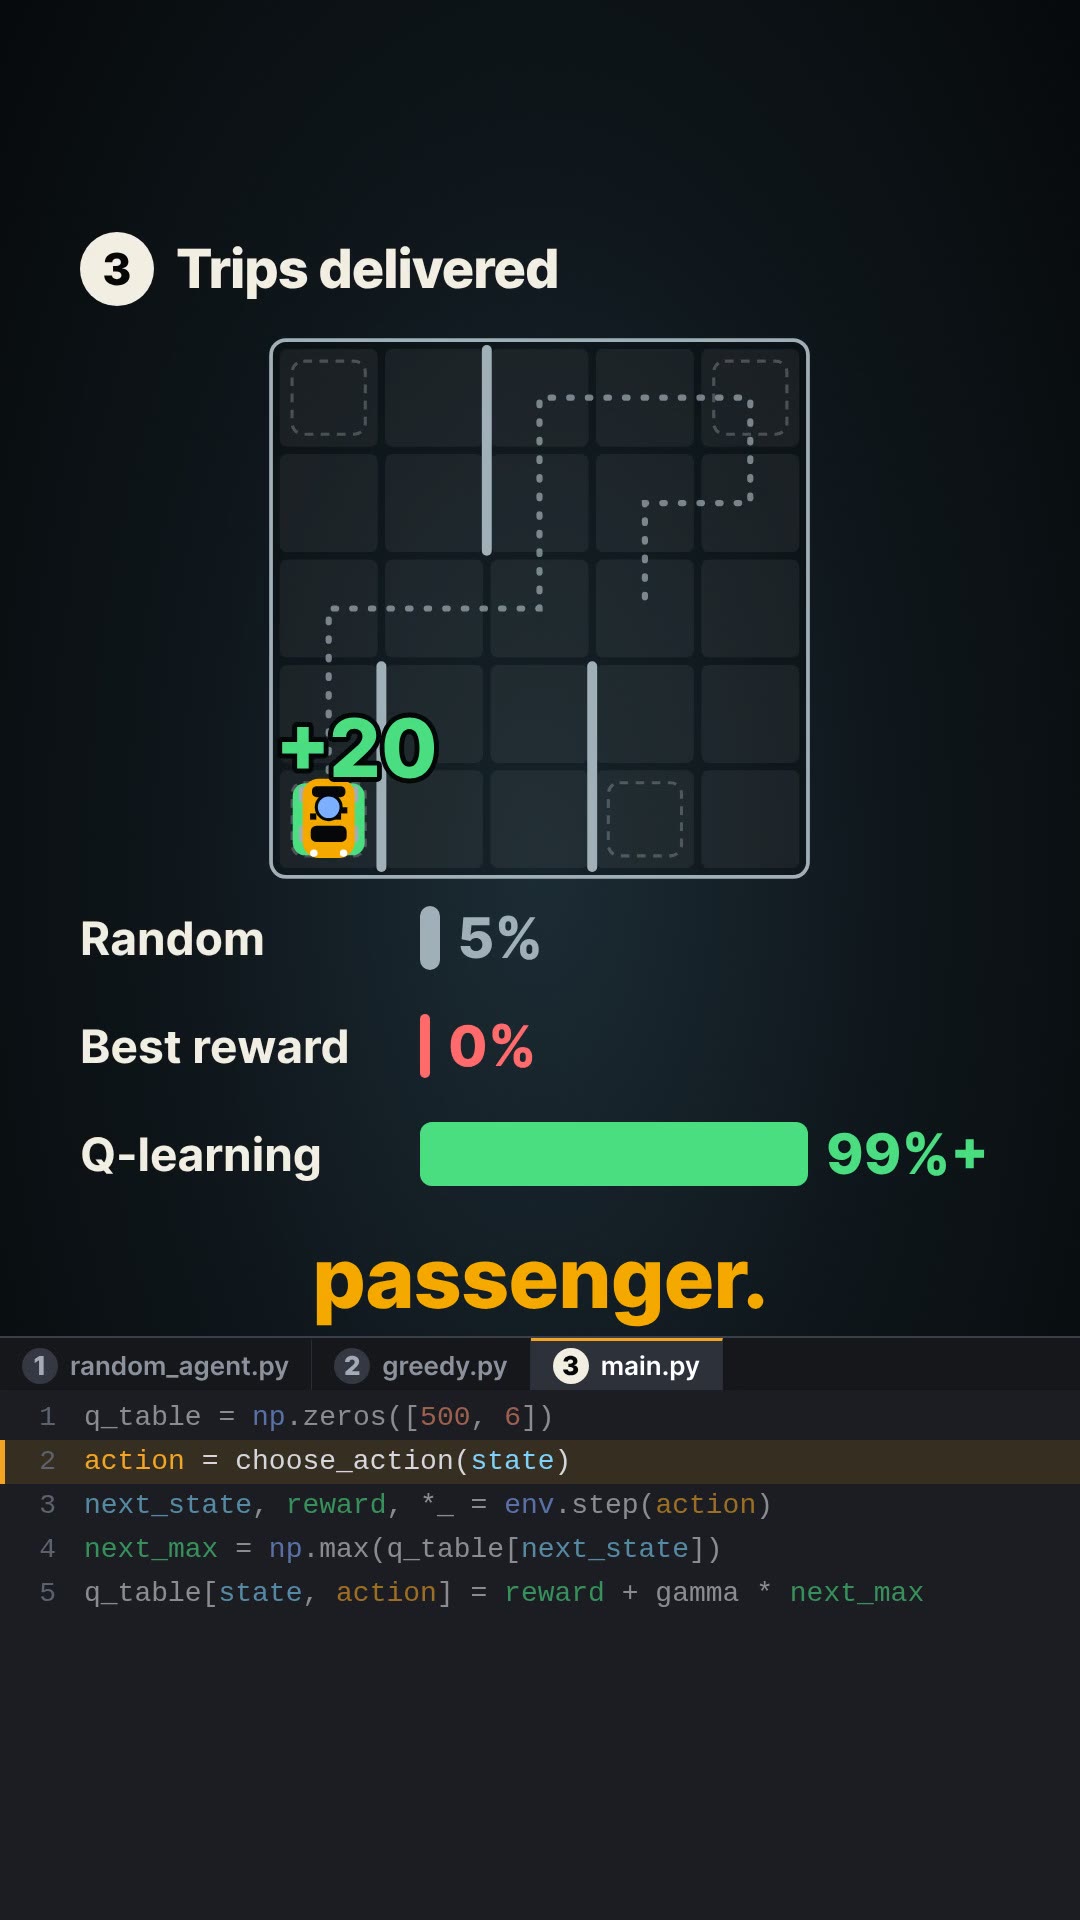 3 Trips delivered
+20
Random 5%
Best reward 0%
Q-learning 99%+
passenger.
1 random_agent.py 2 greedy.py 3 main.py
1 q_table = np.zeros([500, 6])
2 action = choose_action(state)
3 next_state, reward, *_ = env.step(action)
4 next_max = np.max(q_table[next_state])
5 q_table[state, action] = reward + gamma * next_max